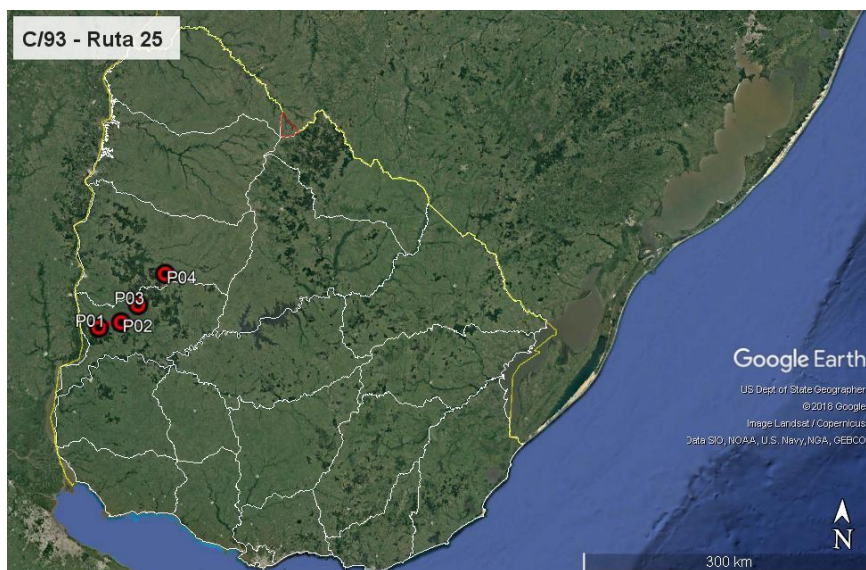 C/93 - Ruta 25
P04
P03
P01
P02
Google Earth
US Dept of State Geographer
©2018 Google
Image Landsat / Copernicus
Data SIO, NOAA, U.S. Navy, NGA, GEBCO
N
300 km